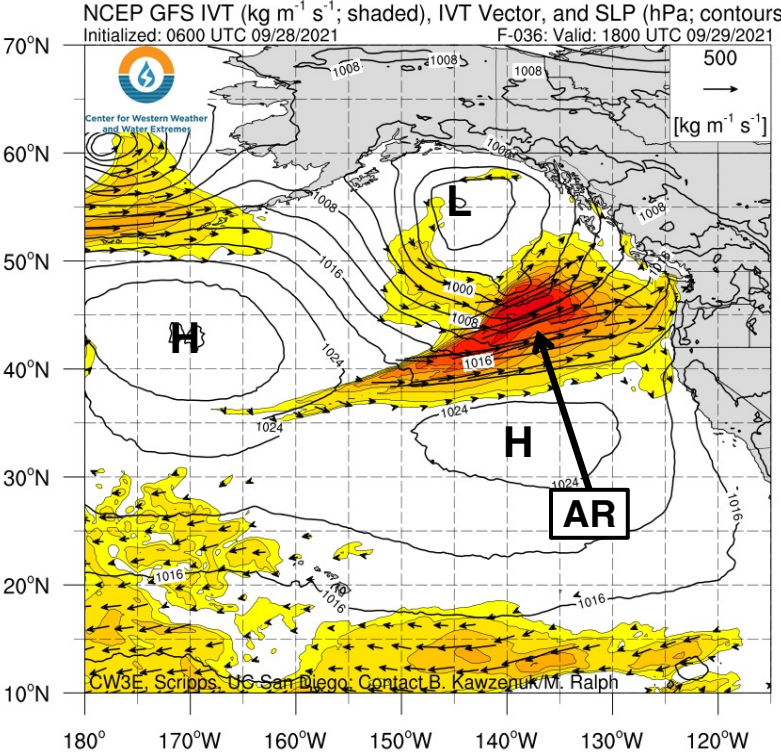 NCEP GFS IVT (kg m⁻¹ s⁻¹; shaded), IVT Vector, and SLP (hPa; contours
Initialized: 0600 UTC 09/28/2021 F-036: Valid: 1800 UTC 09/29/2021
70°N
500
[kg m⁻¹ s⁻¹]
Center for Western Weather
and Water Extremes
1008
1008
1008
60°N
1000
1008
1008
L
50°N
1016
1016
1000
1008
H
1024
1016
40°N
1024
1024
H
30°N
1024
1016
AR
20°N
1016
1016
1016
10°N
CW3E, Scripps, UC San Diego: Contact B. Kawzenuk/M. Ralph
180° 170°W 160°W 150°W 140°W 130°W 120°W